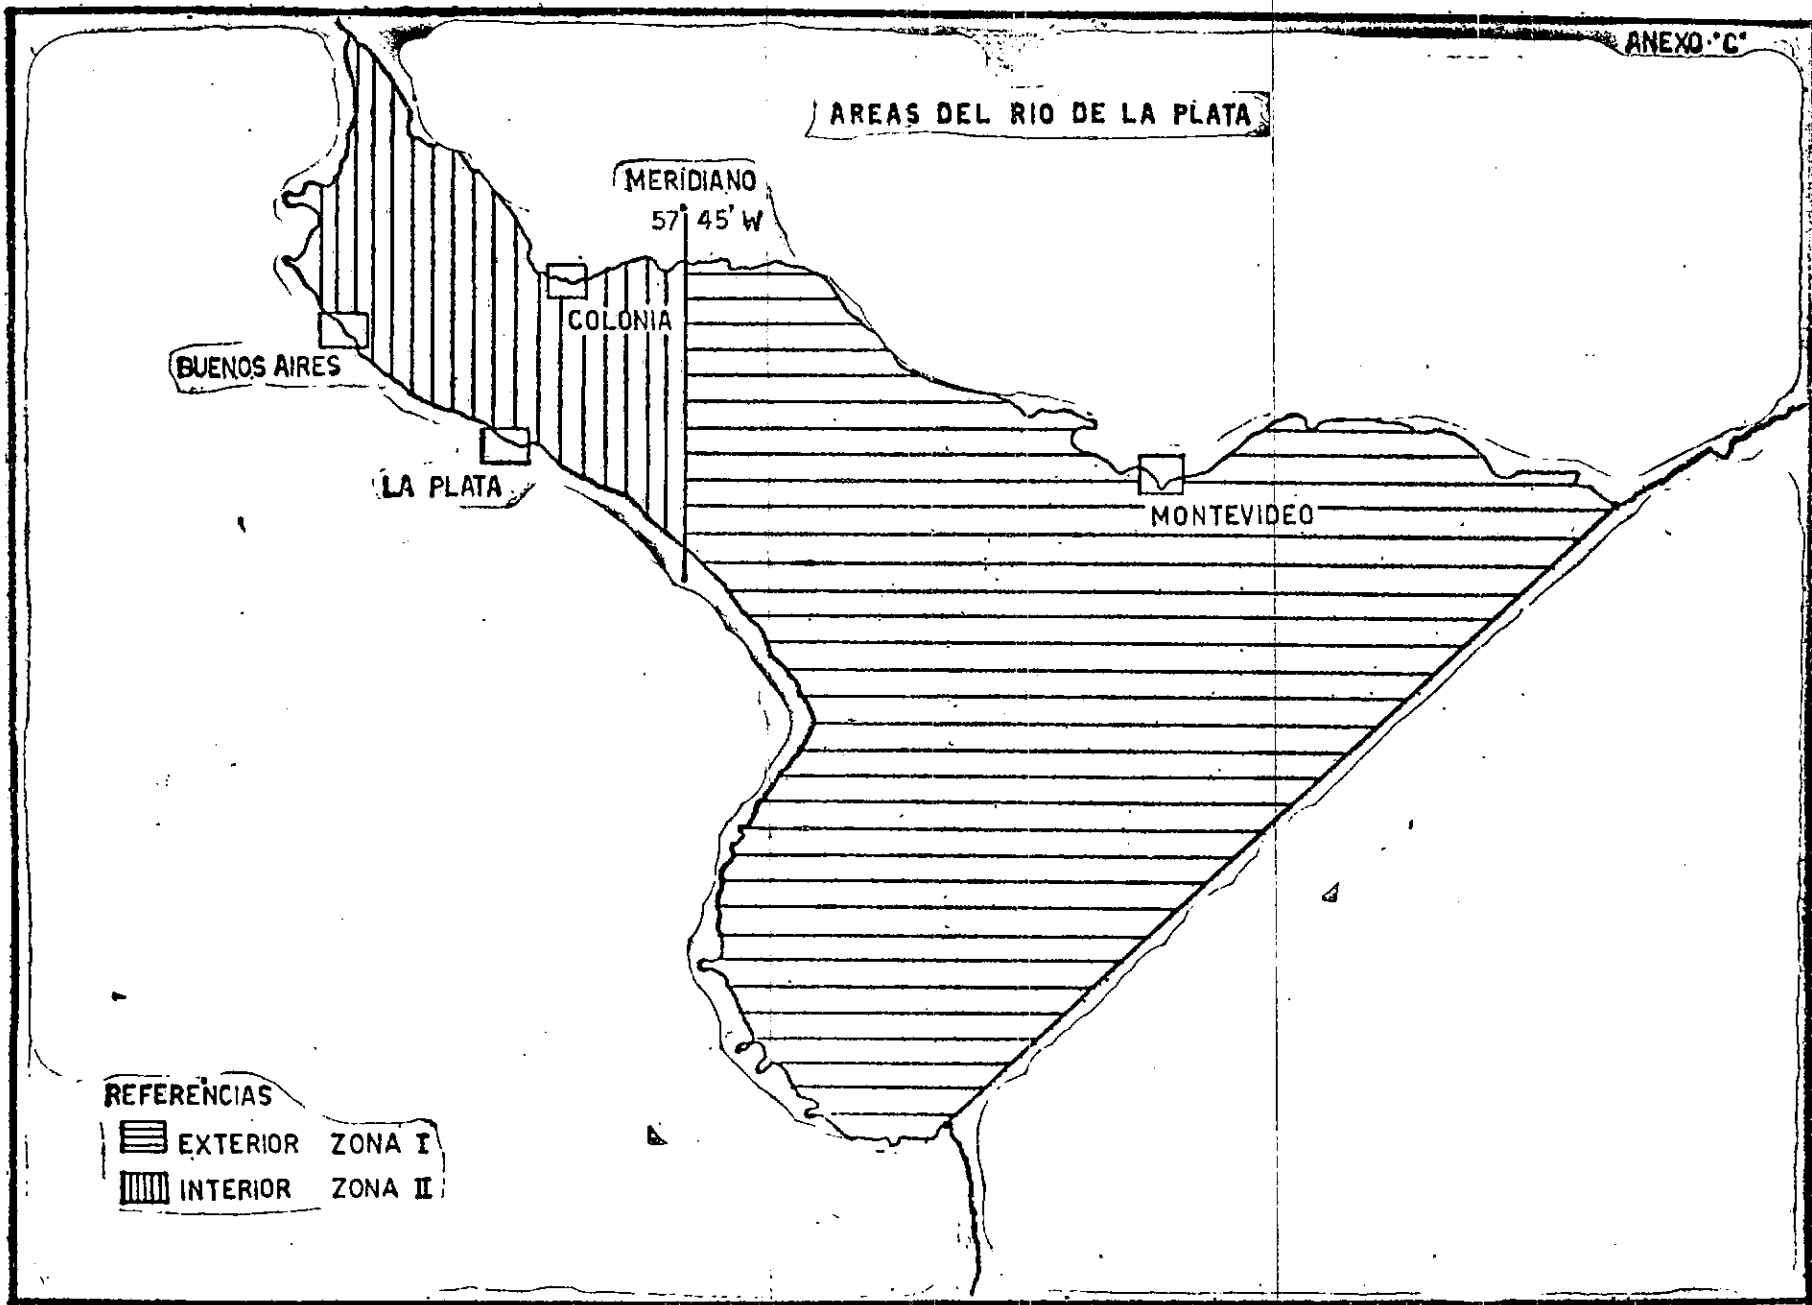 ANEXO "C"
AREAS DEL RIO DE LA PLATA
MERIDIANO
57° 45' W
COLONIA
BUENOS AIRES
LA PLATA
MONTEVIDEO
REFERENCIAS
EXTERIOR ZONA I
INTERIOR ZONA II